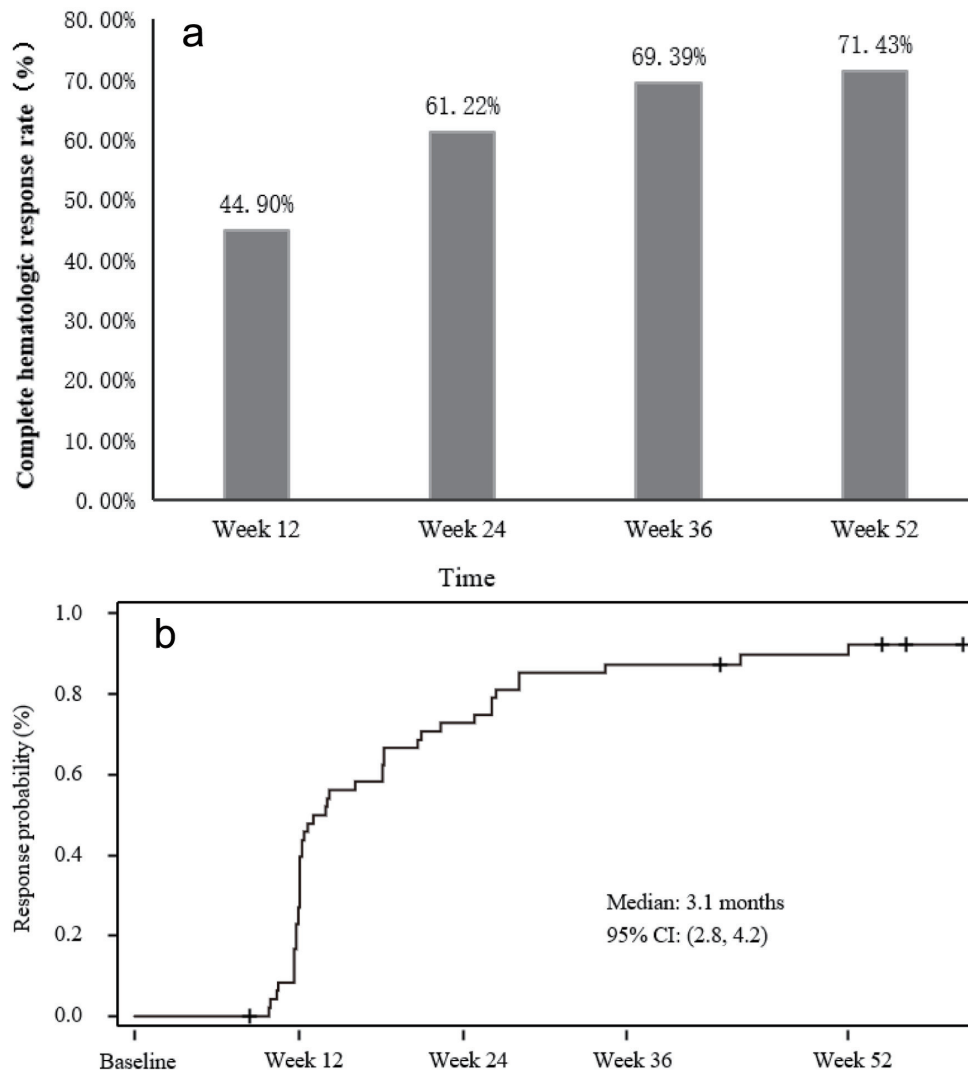 a
Complete hematologic response rate (%)
80.00%
70.00%
60.00%
50.00%
40.00%
30.00%
20.00%
10.00%
0.00%
44.90%
61.22%
69.39%
71.43%
Week 12 Week 24 Week 36 Week 52
Time
b
Response probability (%)
1.0
0.8
0.6
0.4
0.2
0.0
Median: 3.1 months
95% CI: (2.8, 4.2)
Baseline Week 12 Week 24 Week 36 Week 52